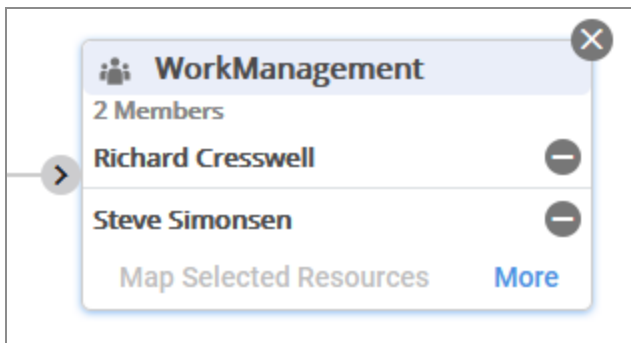 WorkManagement
2 Members
Richard Cresswell
Steve Simonsen
Map Selected Resources More